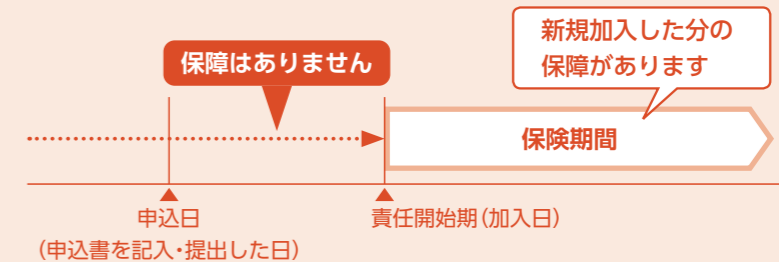 新規加入した分の
保障があります
保障はありません
保険期間
申込日
(申込書を記入・提出した日)
責任開始期(加入日)